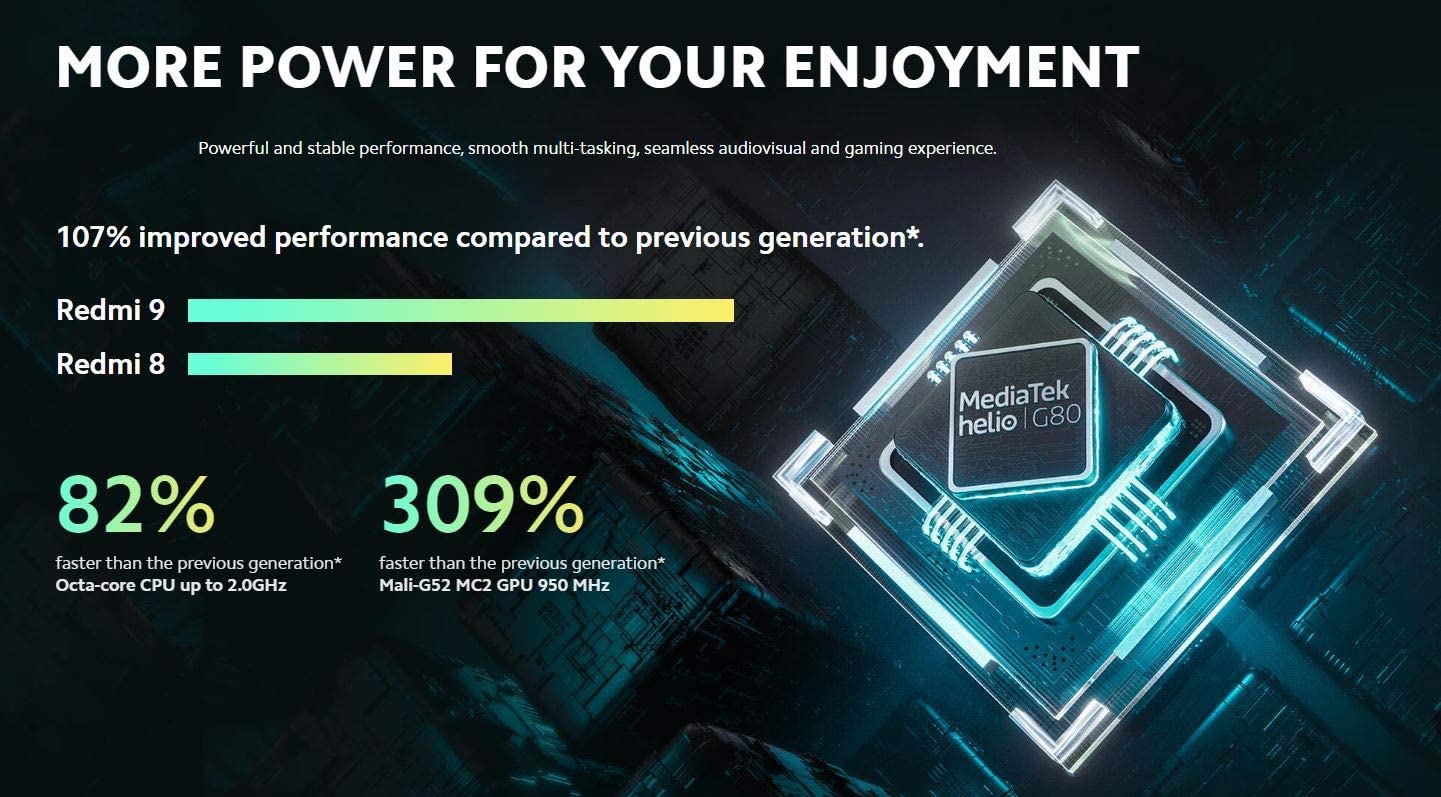 MORE POWER FOR YOUR ENJOYMENT
Powerful and stable performance, smooth multi-tasking, seamless audiovisual and gaming experience.
107% improved performance compared to previous generation*.
Redmi 9
Redmi 8
MediaTek
helio | G80
82%
faster than the previous generation*
Octa-core CPU up to 2.0GHz
309%
faster than the previous generation*
Mali-G52 MC2 GPU 950 MHz